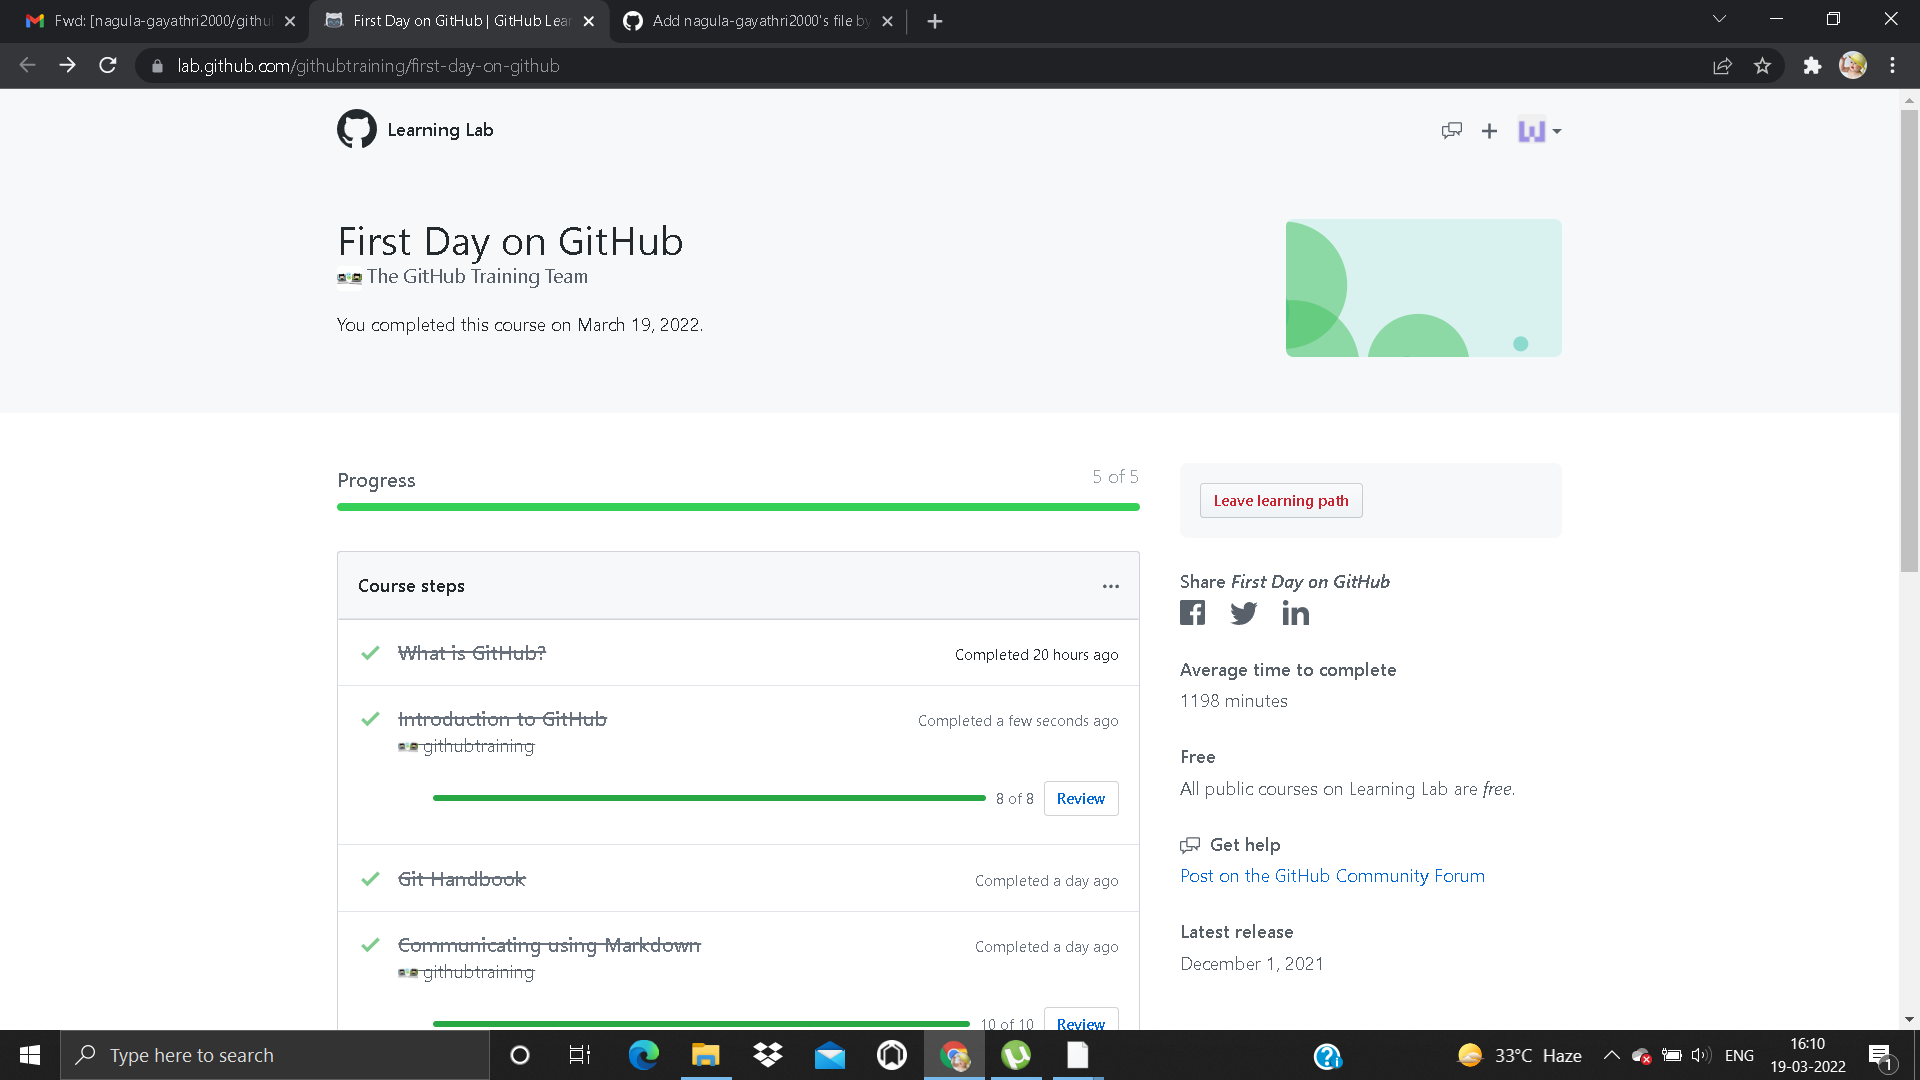 Fwd: [nagula-gayathri2000/githu
First Day on GitHub | GitHub Lear
Add nagula-gayathri2000's file by
lab.github.com/githubtraining/first-day-on-github
Learning Lab
First Day on GitHub
The GitHub Training Team
You completed this course on March 19, 2022.
Progress
5 of 5
Course steps
What is GitHub?
Completed 20 hours ago
Introduction to GitHub
Completed a few seconds ago
githubtraining
8 of 8
Review
Git Handbook
Completed a day ago
Communicating using Markdown
Completed a day ago
githubtraining
10 of 10
Review
Leave learning path
Share First Day on GitHub
Average time to complete
1198 minutes
Free
All public courses on Learning Lab are free.
Get help
Post on the GitHub Community Forum
Latest release
December 1, 2021
Type here to search
33°C Haze
ENG
16:10
19-03-2022
1